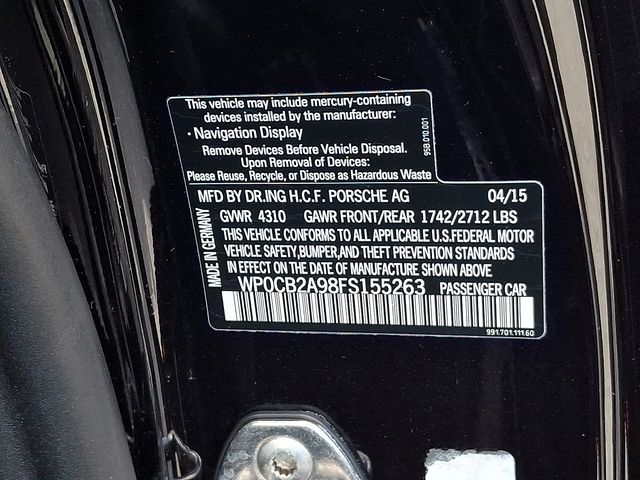 This vehicle may include mercury-containing
devices installed by the manufacturer:
· Navigation Display
Remove Devices Before Vehicle Disposal.
Upon Removal of Devices:
Please Reuse, Recycle, or Dispose as Hazardous Waste
95B.010.001
MFD BY DR.ING H.C.F. PORSCHE AG 04/15
GVWR 4310 GAWR FRONT/REAR 1742/2712 LBS
THIS VEHICLE CONFORMS TO ALL APPLICABLE U.S.FEDERAL MOTOR
VEHICLE SAFETY,BUMPER,AND THEFT PREVENTION STANDARDS
IN EFFECT ON THE DATE OF MANUFACTURE SHOWN ABOVE
WP0CB2A98FS155263 PASSENGER CAR
MADE IN GERMANY
991.701.111.60